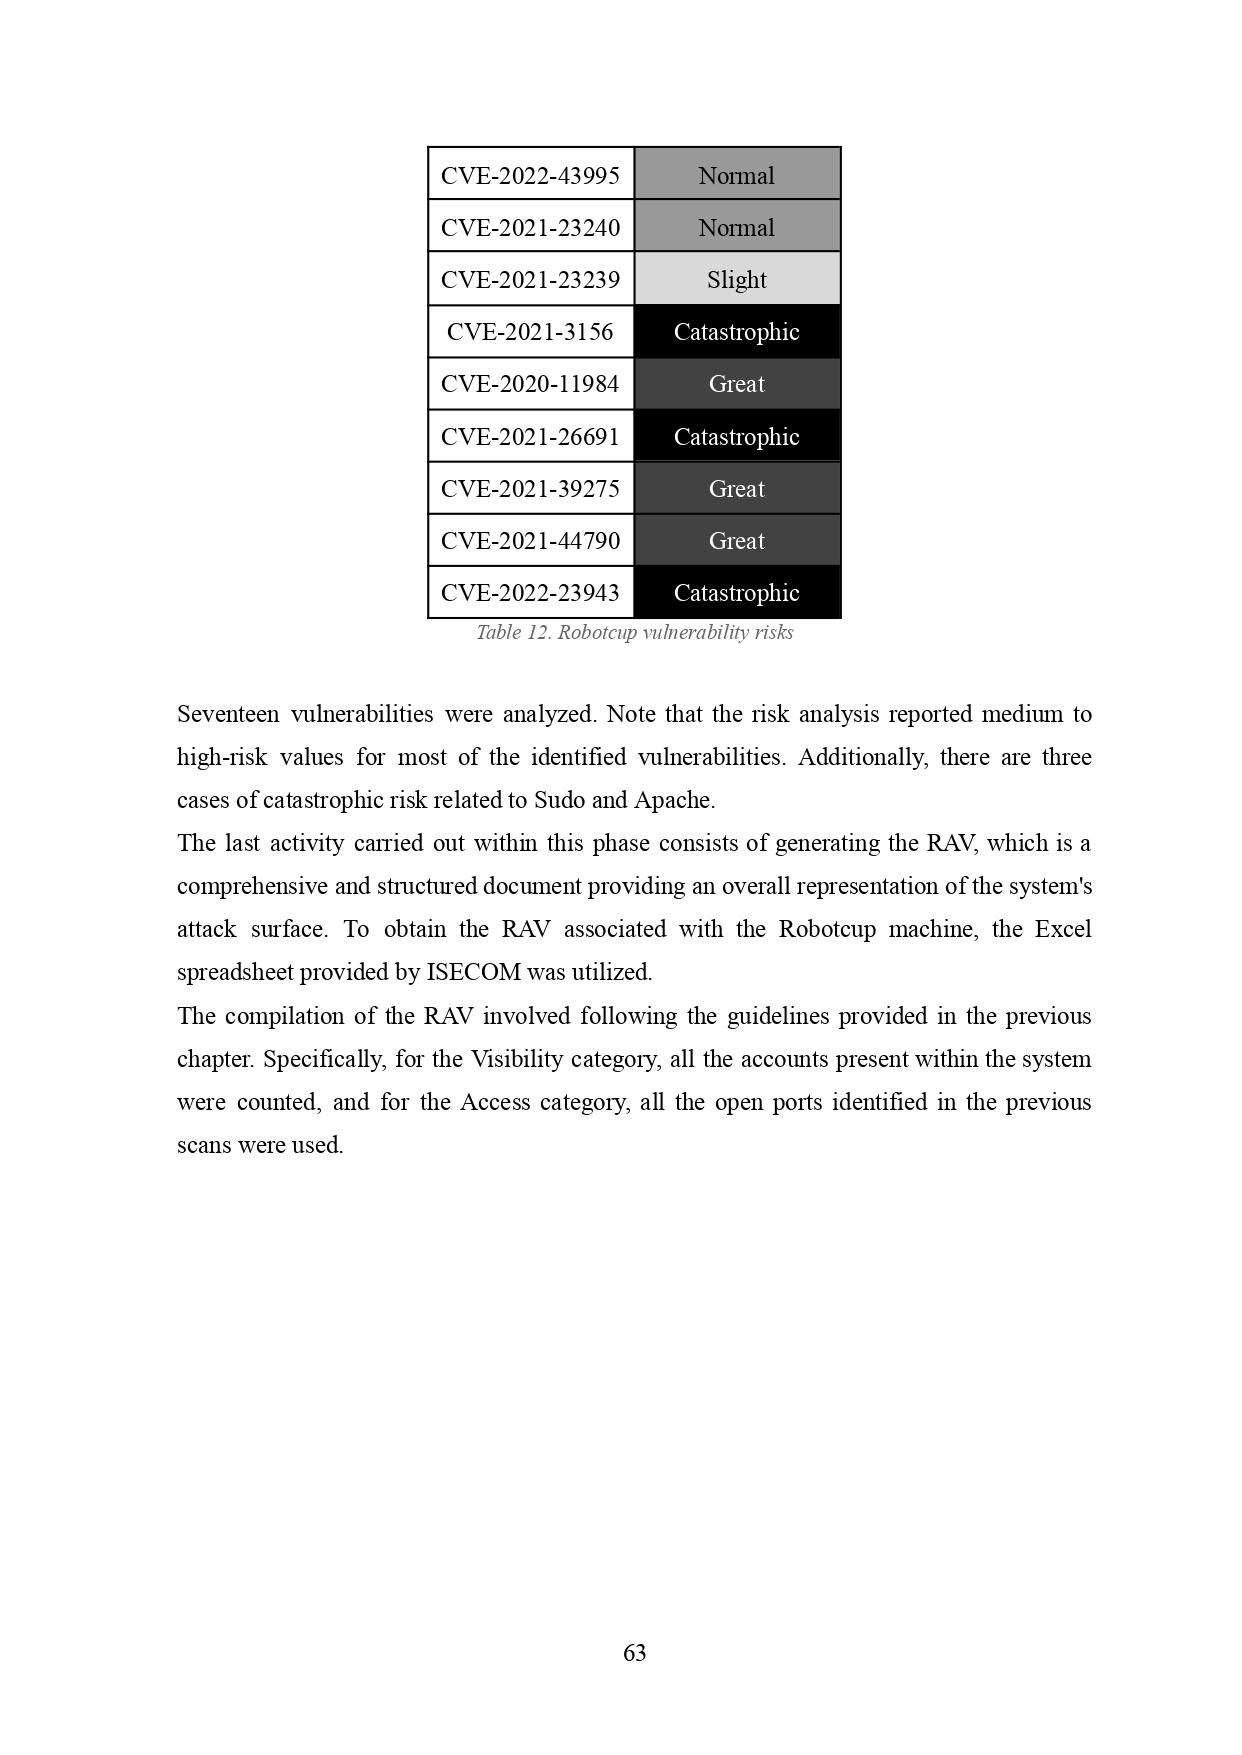 CVE-2022-43995 Normal
CVE-2021-23240 Normal
CVE-2021-23239 Slight
CVE-2021-3156 Catastrophic
CVE-2020-11984 Great
CVE-2021-26691 Catastrophic
CVE-2021-39275 Great
CVE-2021-44790 Great
CVE-2022-23943 Catastrophic
Table 12. Robotcup vulnerability risks
Seventeen vulnerabilities were analyzed. Note that the risk analysis reported medium to
high-risk values for most of the identified vulnerabilities. Additionally, there are three
cases of catastrophic risk related to Sudo and Apache.
The last activity carried out within this phase consists of generating the RAV, which is a
comprehensive and structured document providing an overall representation of the system's
attack surface. To obtain the RAV associated with the Robotcup machine, the Excel
spreadsheet provided by ISECOM was utilized.
The compilation of the RAV involved following the guidelines provided in the previous
chapter. Specifically, for the Visibility category, all the accounts present within the system
were counted, and for the Access category, all the open ports identified in the previous
scans were used.
63